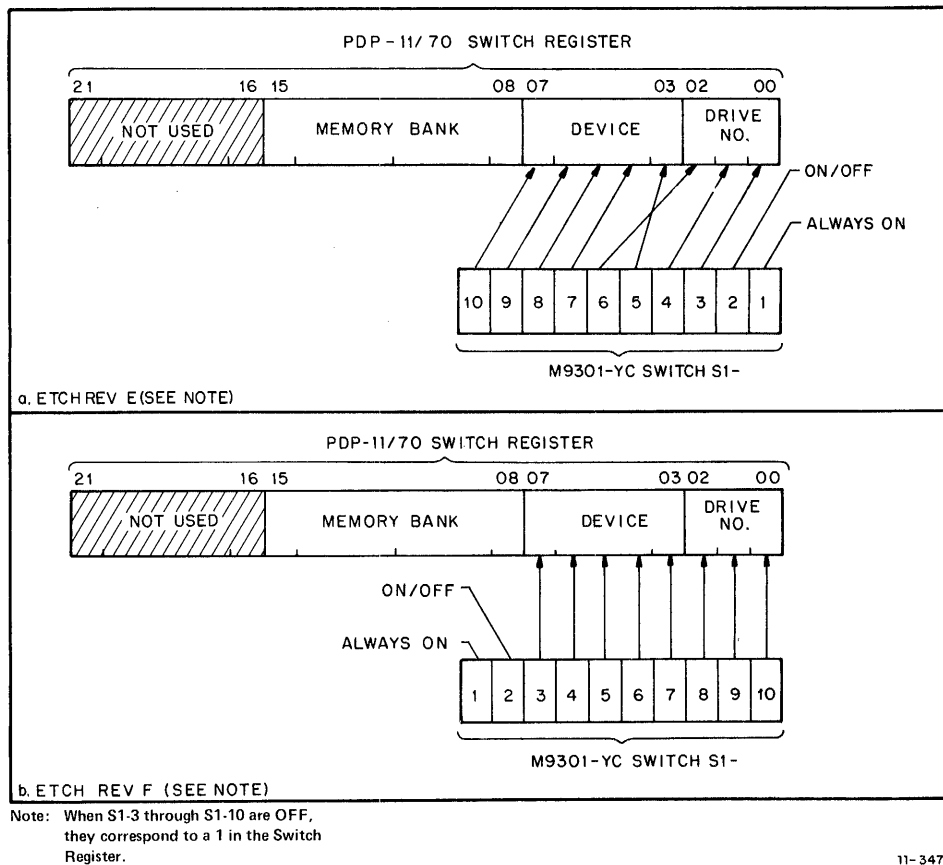 PDP-11/70 SWITCH REGISTER
21 16 15 08 07 03 02 00
NOT USED MEMORY BANK DEVICE DRIVE NO.
ON/OFF
ALWAYS ON
10 9 8 7 6 5 4 3 2 1
M9301-YC SWITCH S1-
a. ETCH REV E (SEE NOTE)
PDP-11/70 SWITCH REGISTER
21 16 15 08 07 03 02 00
NOT USED MEMORY BANK DEVICE DRIVE NO.
ON/OFF
ALWAYS ON
1 2 3 4 5 6 7 8 9 10
M9301-YC SWITCH S1-
b. ETCH REV F (SEE NOTE)
Note: When S1-3 through S1-10 are OFF,
they correspond to a 1 in the Switch
Register.
11-347